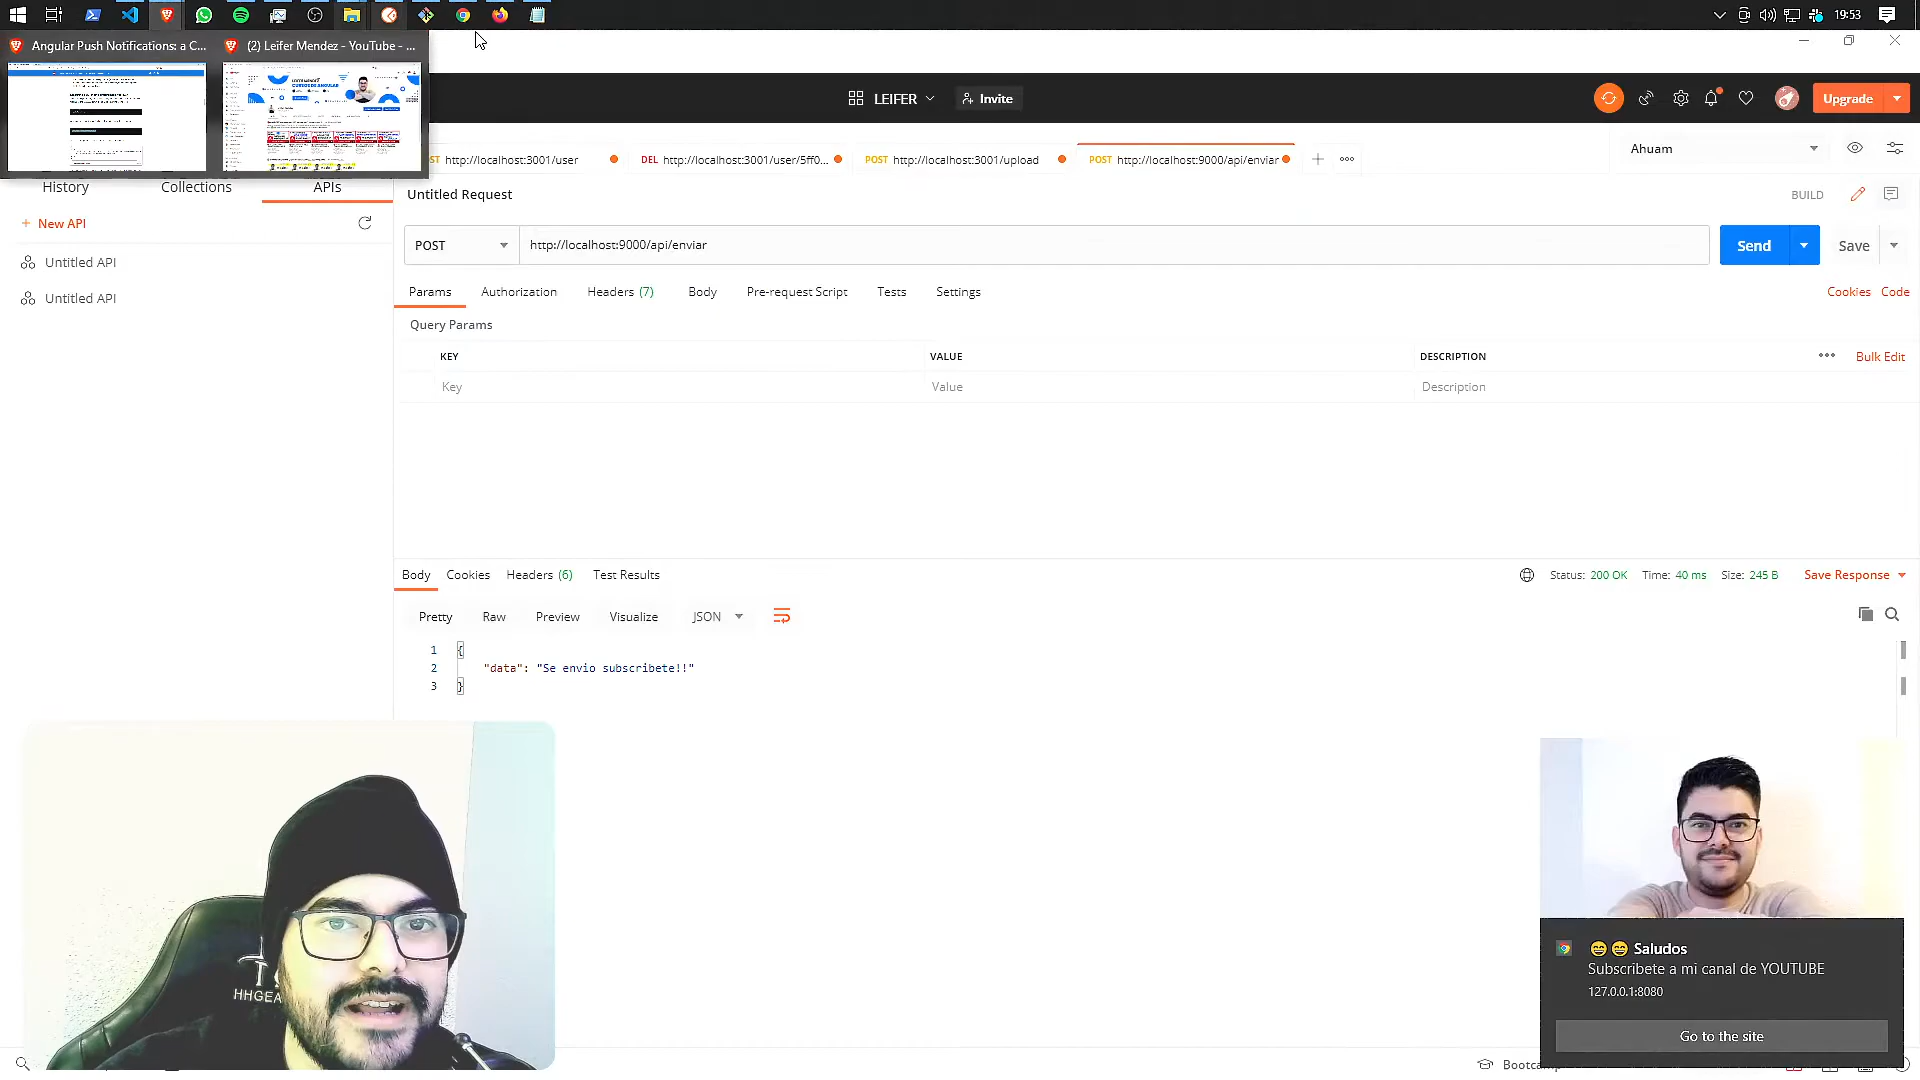 19:53
Angular Push Notifications: a C...
(2) Leifer Mendez - YouTube - ...
LEIFER
Invite
Upgrade
ST http://localhost:3001/user
DEL http://localhost:3001/user/5ff0...
POST http://localhost:3001/upload
POST http://localhost:9000/api/enviar
Ahuam
History
Collections
APIs
Untitled Request
BUILD
+ New API
POST
http://localhost:9000/api/enviar
Send
Save
Untitled API
Untitled API
Params
Authorization
Headers (7)
Body
Pre-request Script
Tests
Settings
Cookies
Code
Query Params
KEY
VALUE
DESCRIPTION
Bulk Edit
Key
Value
Description
Body
Cookies
Headers (6)
Test Results
Status: 200 OK
Time: 40 ms
Size: 245 B
Save Response
Pretty
Raw
Preview
Visualize
JSON
1 {
2 "data": "Se envio subscribete!!"
3 }
HHGEA
😄😄 Saludos
Subscribete a mi canal de YOUTUBE
127.0.0.1:8080
Go to the site
Bootcamp